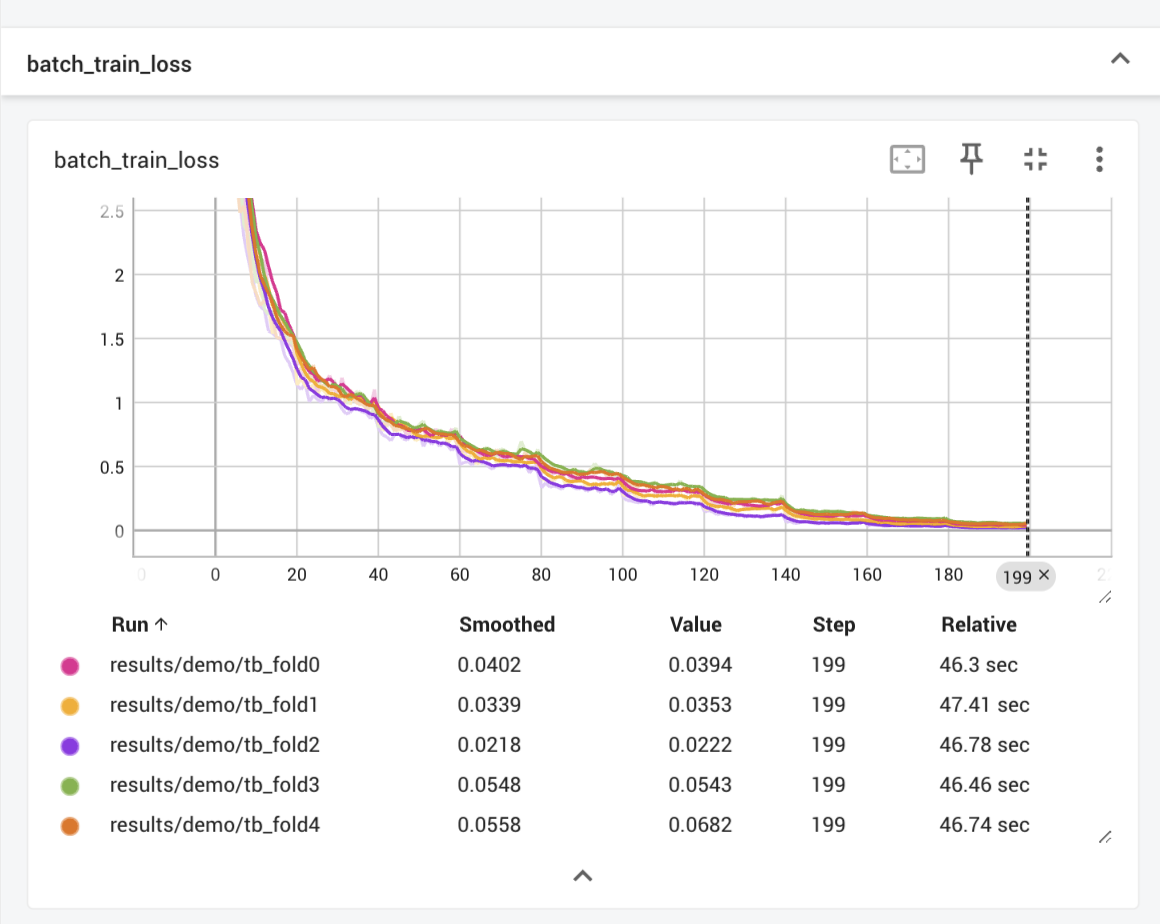 batch_train_loss
batch_train_loss
2.5
2
1.5
1
0.5
0
0 0 20 40 60 80 100 120 140 160 180 199 × 2
Run ↑ Smoothed Value Step Relative
results/demo/tb_fold0 0.0402 0.0394 199 46.3 sec
results/demo/tb_fold1 0.0339 0.0353 199 47.41 sec
results/demo/tb_fold2 0.0218 0.0222 199 46.78 sec
results/demo/tb_fold3 0.0548 0.0543 199 46.46 sec
results/demo/tb_fold4 0.0558 0.0682 199 46.74 sec